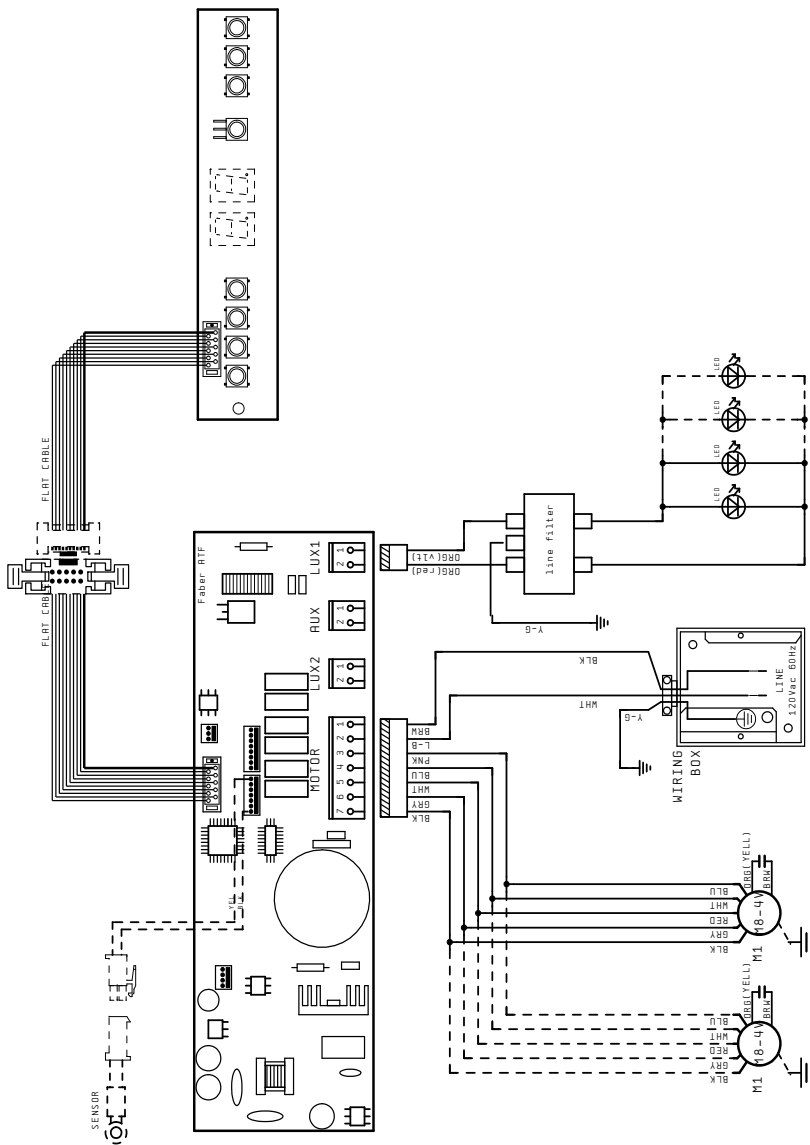 FLAT CABLE
FLAT CAB
SENSOR
Faber ATF
LUX1
1
2
AUX
1
2
LUX2
1
2
MOTOR
1
2
3
4
5
6
7
YEL
ORG(vlt)
ORG(red)
line filter
Y-G
LED
LED
LED
LED
BLK
WHT
Y-G
LINE
120Vac 60Hz
WIRING
BOX
BRW
L-B
PNK
BLU
WHT
GRY
BLK
BLU
WHT
RED
GRY
BLK
ORG(YELL)
BRW
M1 M8-4V
BLU
WHT
RED
GRY
BLK
ORG(YELL)
BRW
M1 M8-4V